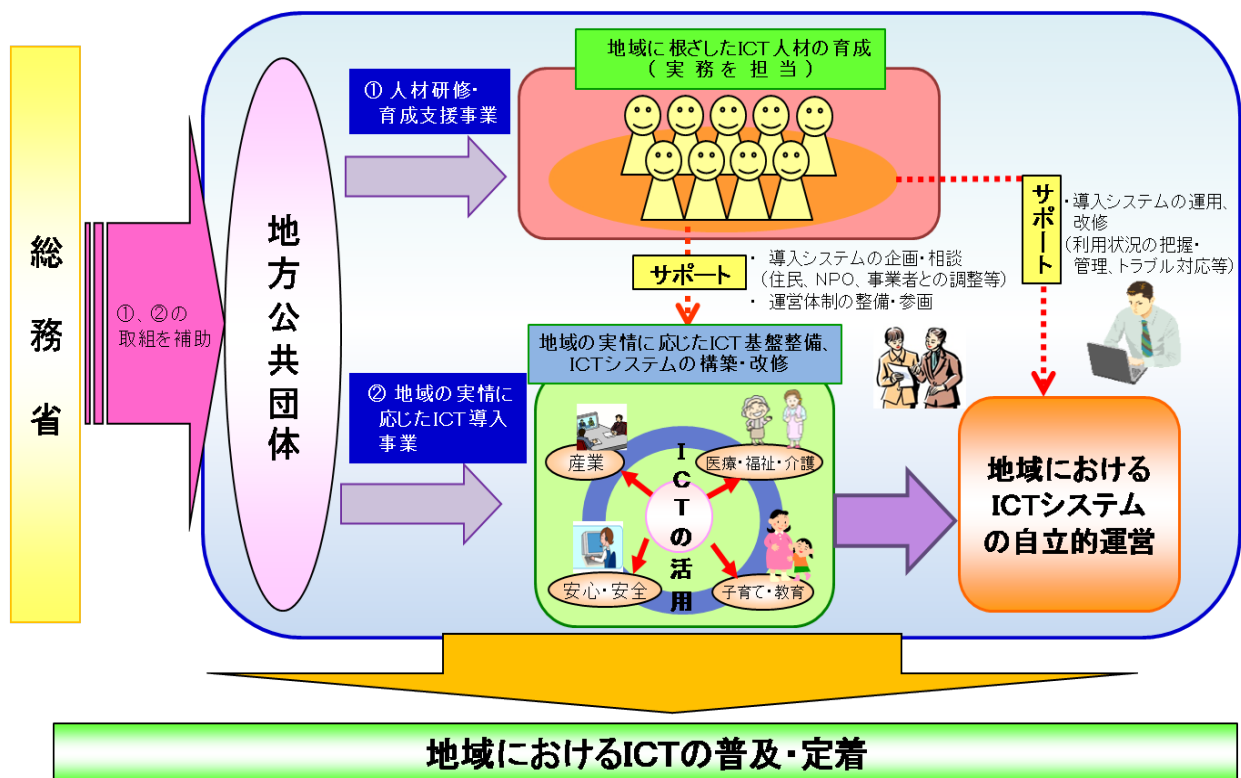 総務省
①、②の
取組を補助
地方公共団体
① 人材研修・
育成支援事業
地域に根ざしたICT人材の育成
(実務を担当)
サポート
・導入システムの運用、
改修
(利用状況の把握・
管理、トラブル対応等)
サポート
・ 導入システムの企画・相談
(住民、NPO、事業者との調整等)
・ 運営体制の整備・参画
② 地域の実情に
応じたICT導入
事業
地域の実情に応じたICT基盤整備、
ICTシステムの構築・改修
産業
医療・福祉・介護
ICTの活用
安心・安全
子育て・教育
地域における
ICTシステム
の自立的運営
地域におけるICTの普及・定着